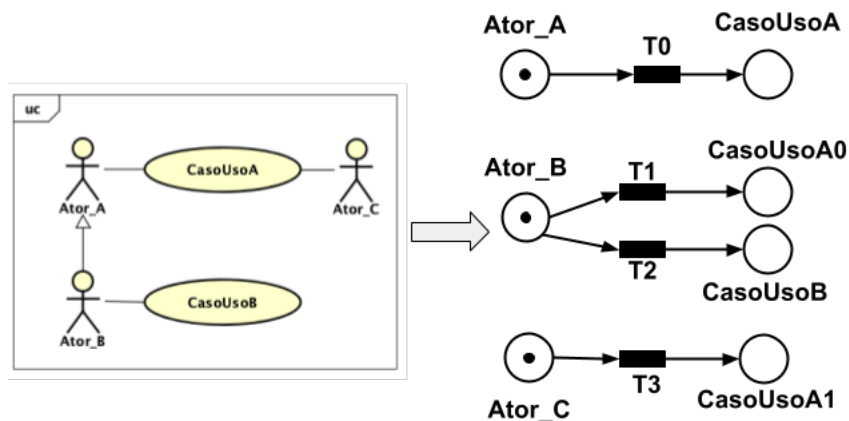 uc
CasoUsoA
Ator_A
Ator_C
CasoUsoB
Ator_B
Ator_A
T0
CasoUsoA
Ator_B
T1
CasoUsoA0
T2
CasoUsoB
T3
Ator_C
CasoUsoA1